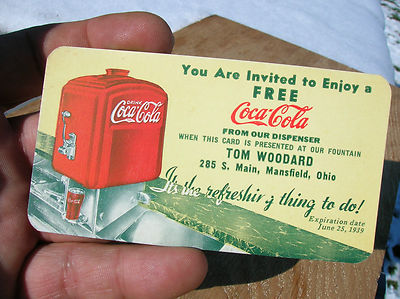 You Are Invited to Enjoy a
FREE
Coca-Cola
FROM OUR DISPENSER
WHEN THIS CARD IS PRESENTED AT OUR FOUNTAIN
TOM WOODARD
285 S. Main, Mansfield, Ohio
It's the refreshing thing to do!
Expiration date
June 25, 1939
DRINK
Coca-Cola
Coca-Cola